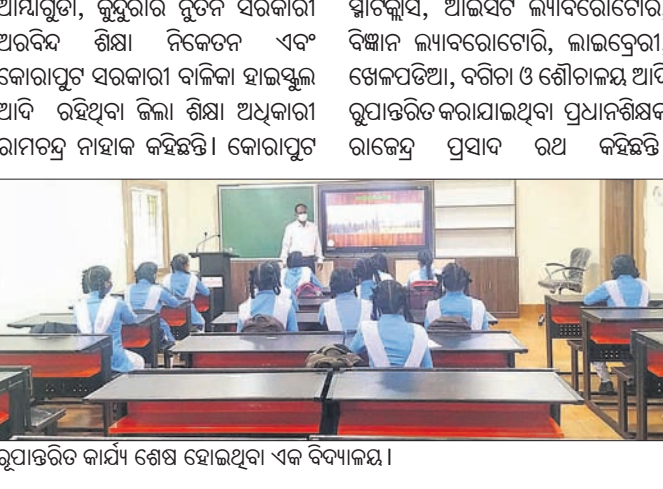 ଆମ୍ବାଗୁଡା, କୁନ୍ଦୁରାର ନୂତନ ସରକାରୀ
ଅରବିନ୍ଦ ଶିକ୍ଷା ନିକେତନ ଏବଂ
କୋରାପୁଟ ସରକାରୀ ବାଳିକା ହାଇସ୍କୁଲ
ଆଦି ରହିଥିବା ଜିଲା ଶିକ୍ଷା ଅଧିକାରୀ
ରାମଚନ୍ଦ୍ର ନାହାକ କହିଛନ୍ତି। କୋରାପୁଟ
ସ୍ମାର୍ଟକ୍ଲାସ, ଆଇସିଟି ଲ୍ୟାବରୋଟୋରି,
ବିଜ୍ଞାନ ଲ୍ୟାବରୋଟୋରି, ଲାଇବ୍ରେରୀ,
ଖେଳପଡିଆ, ବଗିଚା ଓ ଶୌଚାଳୟ ଆଦି
ରୂପାନ୍ତରିତ କରାଯାଇଥିବା ପ୍ରଧାନଶିକ୍ଷକ
ରାଜେନ୍ଦ୍ର ପ୍ରସାଦ ରଥ କହିଛନ୍ତି
ରୂପାନ୍ତରିତ କାର୍ଯ୍ୟ ଶେଷ ହୋଇଥିବା ଏକ ବିଦ୍ୟାଳୟ।